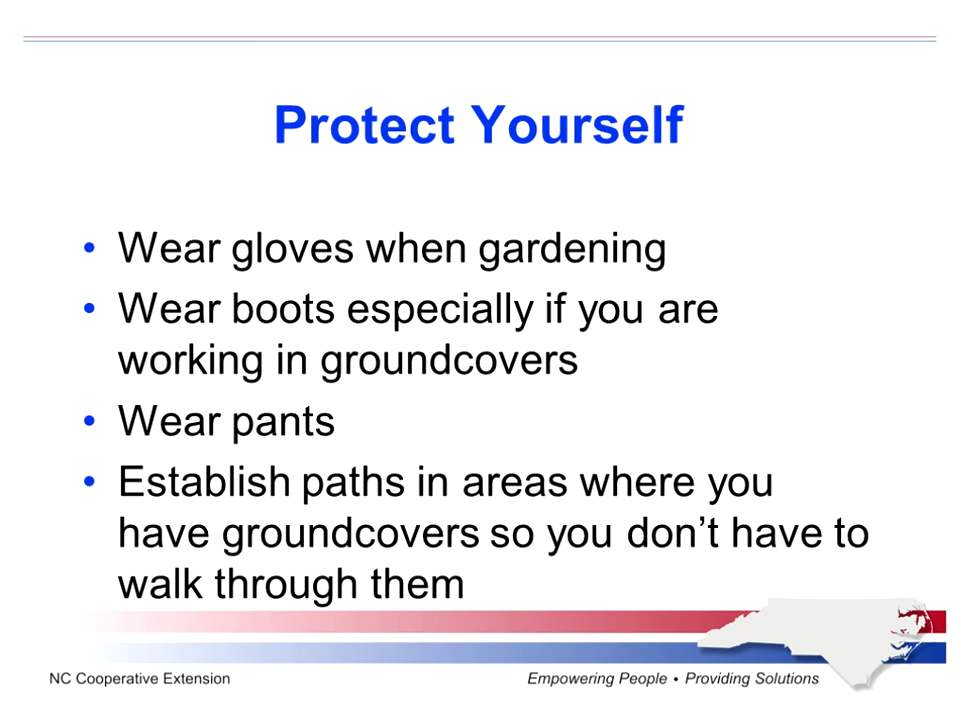 Protect Yourself
• Wear gloves when gardening
• Wear boots especially if you are
working in groundcovers
• Wear pants
• Establish paths in areas where you
have groundcovers so you don’t have to
walk through them
NC Cooperative Extension
Empowering People • Providing Solutions